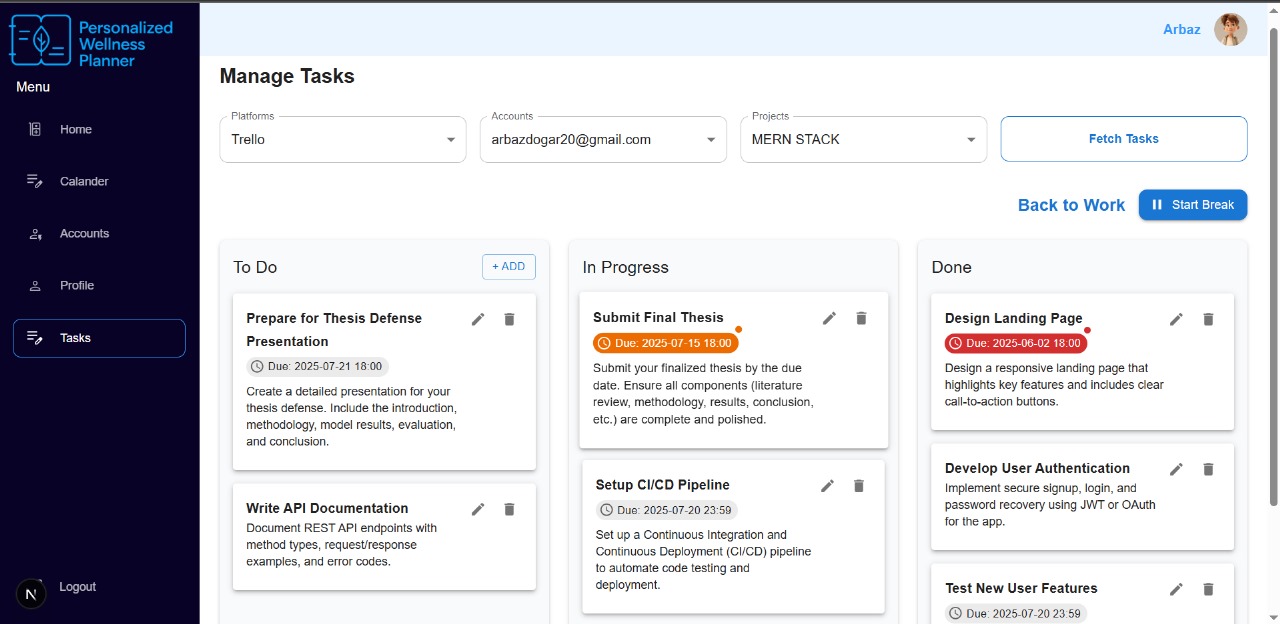 Personalized
Wellness
Planner
Menu
Home
Calander
Accounts
Profile
Tasks
Logout
N
Arbaz
Manage Tasks
Platforms
Trello
Accounts
arbazdogar20@gmail.com
Projects
MERN STACK
Fetch Tasks
Back to Work
Start Break
To Do
+ ADD
Prepare for Thesis Defense
Presentation
Due: 2025-07-21 18:00
Create a detailed presentation for your
thesis defense. Include the introduction,
methodology, model results, evaluation,
and conclusion.
Write API Documentation
Document REST API endpoints with
method types, request/response
examples, and error codes.
In Progress
Submit Final Thesis
Due: 2025-07-15 18:00
Submit your finalized thesis by the due
date. Ensure all components (literature
review, methodology, results, conclusion,
etc.) are complete and polished.
Setup CI/CD Pipeline
Due: 2025-07-20 23:59
Set up a Continuous Integration and
Continuous Deployment (CI/CD) pipeline
to automate code testing and
deployment.
Done
Design Landing Page
Due: 2025-06-02 18:00
Design a responsive landing page that
highlights key features and includes clear
call-to-action buttons.
Develop User Authentication
Implement secure signup, login, and
password recovery using JWT or OAuth
for the app.
Test New User Features
Due: 2025-07-20 23:59